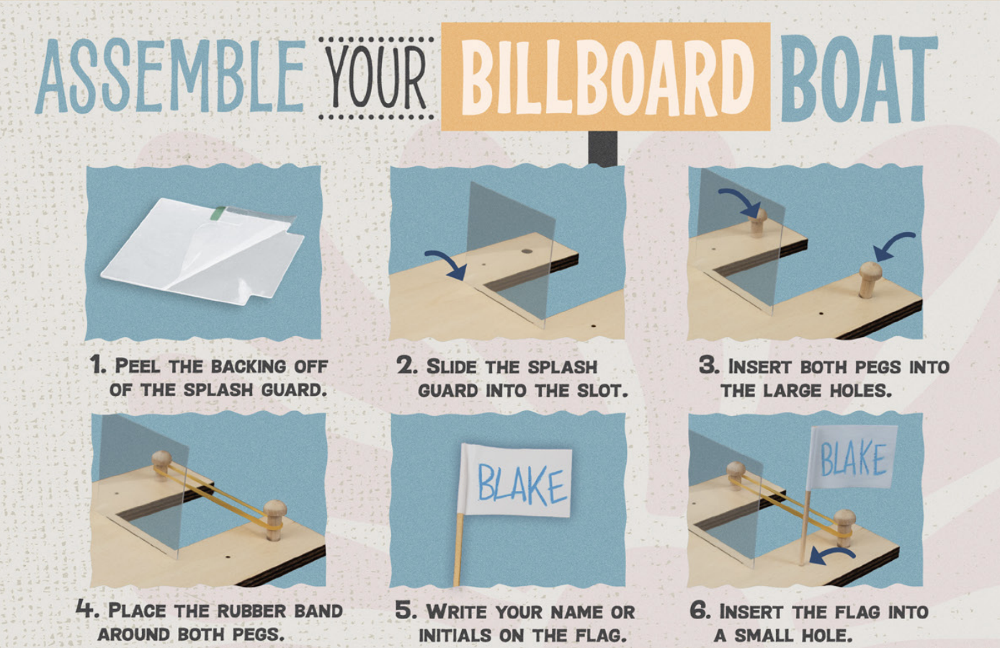 ASSEMBLE YOUR BILLBOARD BOAT
1. PEEL THE BACKING OFF
OF THE SPLASH GUARD.
2. SLIDE THE SPLASH
GUARD INTO THE SLOT.
3. INSERT BOTH PEGS INTO
THE LARGE HOLES.
BLAKE
BLAKE
4. PLACE THE RUBBER BAND
AROUND BOTH PEGS.
5. WRITE YOUR NAME OR
INITIALS ON THE FLAG.
6. INSERT THE FLAG INTO
A SMALL HOLE.